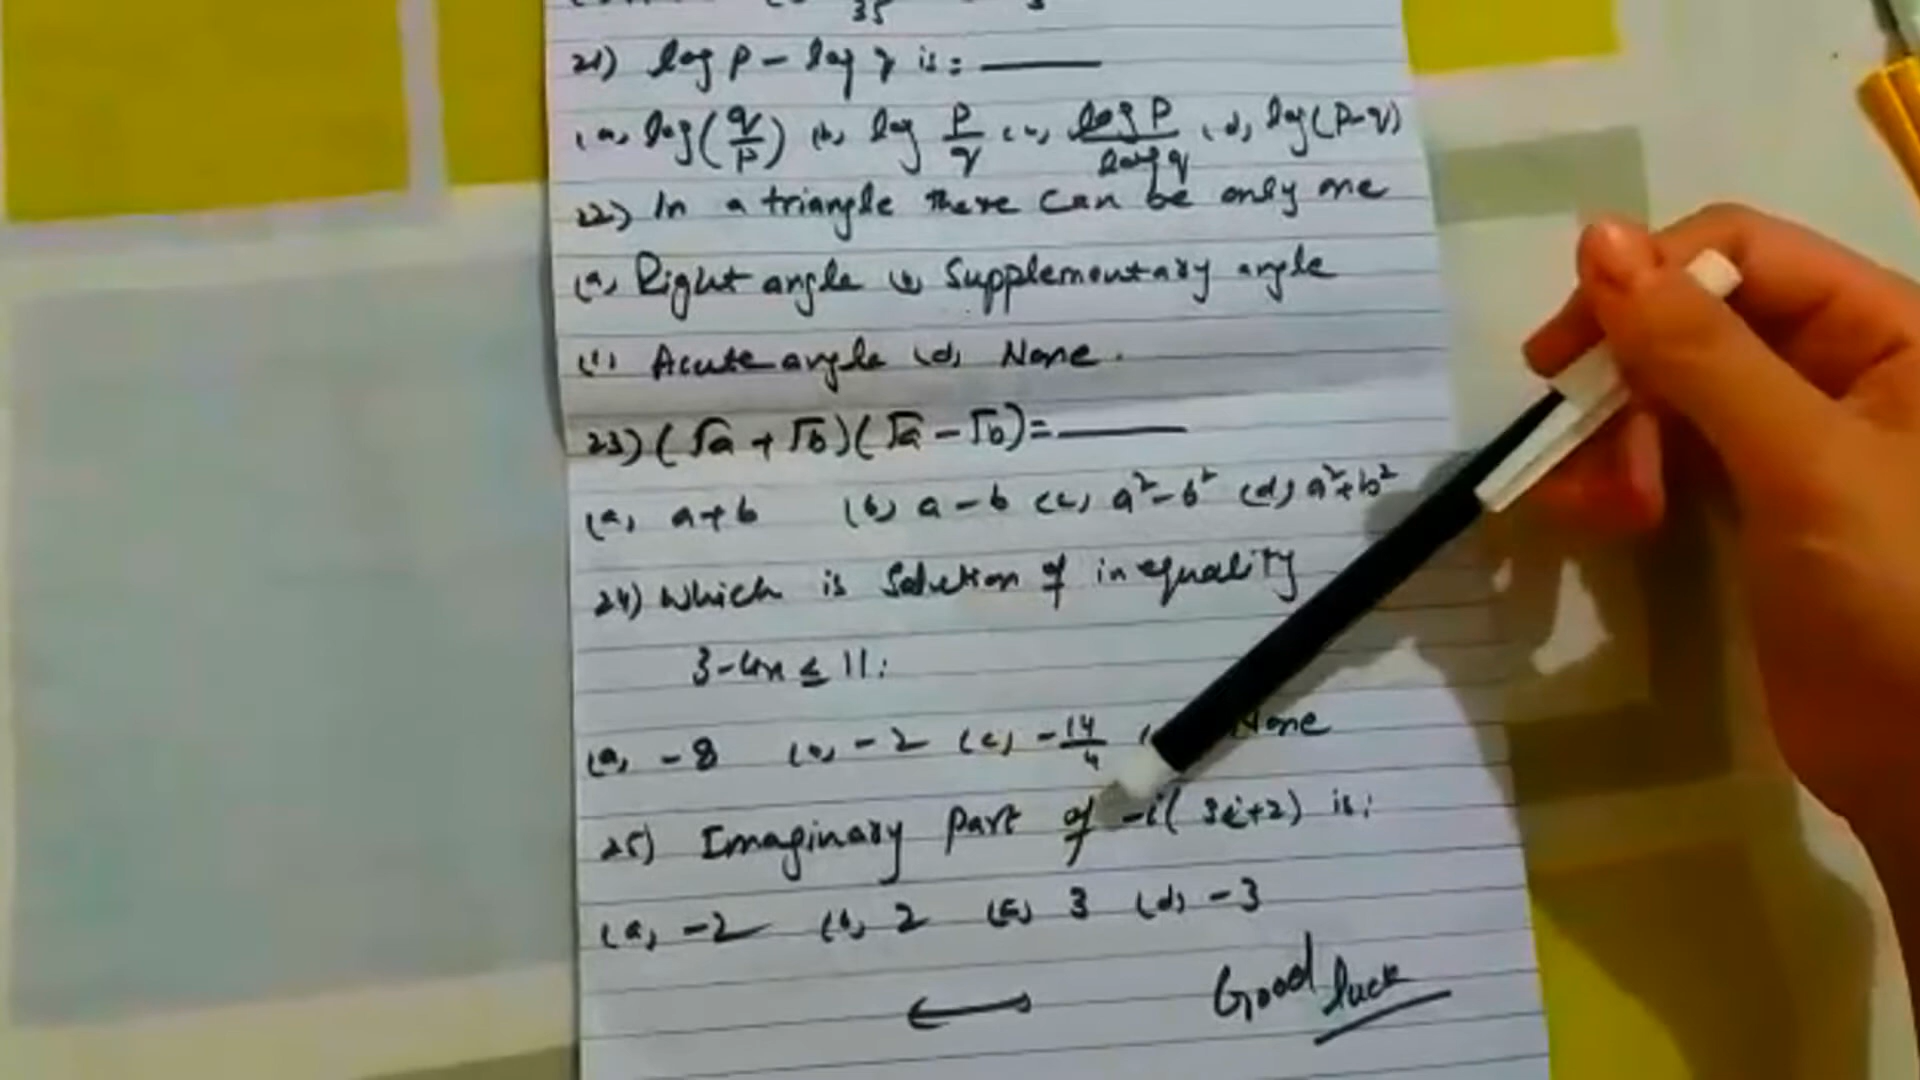 35
21) log p - log q is: ———
(a) log(q/p) (b) log p/q (c) log p/log q (d) log(p-q)
22) In a triangle there can be only one
(a) Right angle (b) Supplementary angle
(c) Acute angle (d) None.
23) (√a + √b)(√a - √b) = ———
(a) a+b (b) a-b (c) a²-b² (d) a²+b²
24) Which is Solution of inequality
3-4x ≤ 11:
(a) -8 (b) -2 (c) -14/4 ( None
25) Imaginary Part of -i(3i+2) is:
(a) -2 (b) 2 (c) 3 (d) -3
Good luck